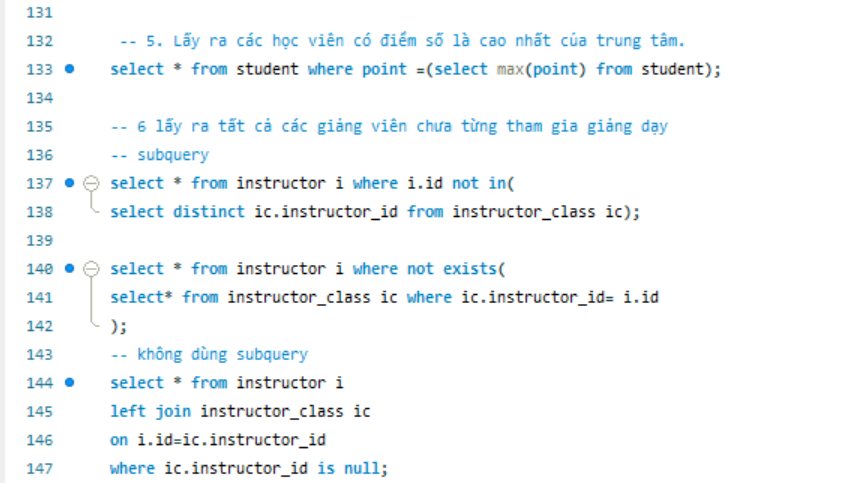 131
132 -- 5. Lấy ra các học viên có điểm số là cao nhất của trung tâm.
133 select * from student where point =(select max(point) from student);
134
135 -- 6 lấy ra tất cả các giảng viên chưa từng tham gia giảng dạy
136 -- subquery
137 select * from instructor i where i.id not in(
138 select distinct ic.instructor_id from instructor_class ic);
139
140 select * from instructor i where not exists(
141 select* from instructor_class ic where ic.instructor_id= i.id
142 );
143 -- không dùng subquery
144 select * from instructor i
145 left join instructor_class ic
146 on i.id=ic.instructor_id
147 where ic.instructor_id is null;